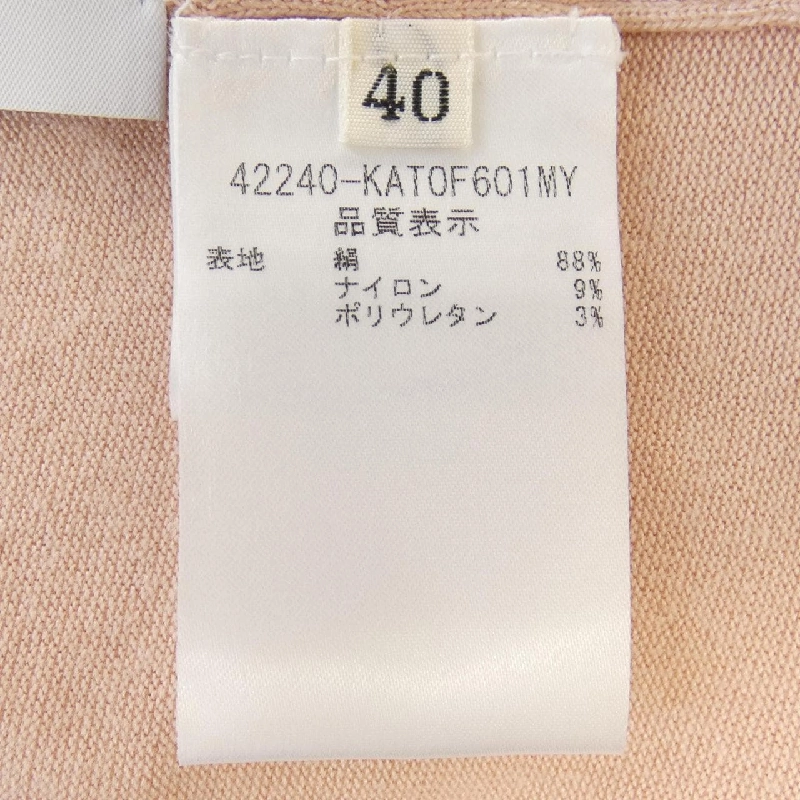 40
42240-KATOF601MY
品質表示
表地 絹 88%
ナイロン 9%
ポリウレタン 3%